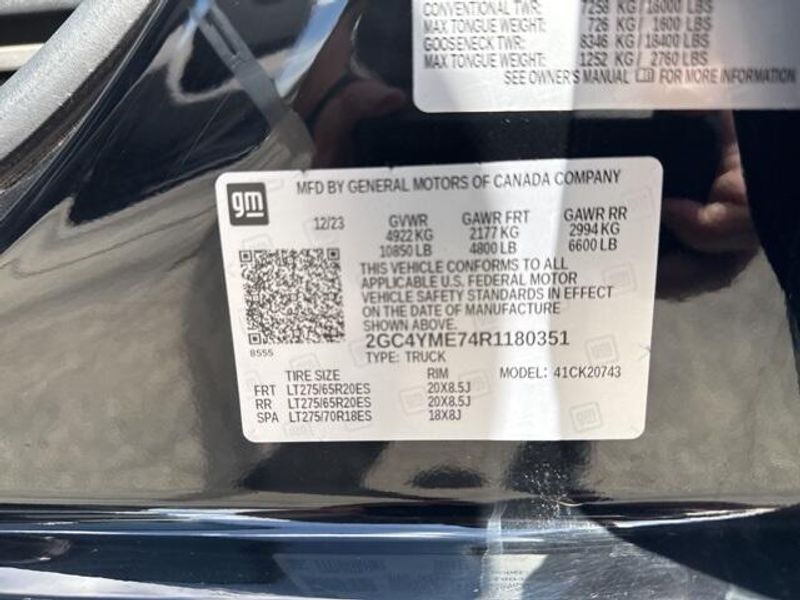 CONVENTIONAL TWR: 7258 KG / 16000 LBS
MAX TONGUE WEIGHT: 726 KG / 1600 LBS
GOOSENECK TWR: 8346 KG / 18400 LBS
MAX TONGUE WEIGHT: 1252 KG / 2760 LBS
SEE OWNER'S MANUAL FOR MORE INFORMATION
gm
MFD BY GENERAL MOTORS OF CANADA COMPANY
12/23 GVWR GAWR FRT GAWR RR
4922 KG 2177 KG 2994 KG
10850 LB 4800 LB 6600 LB
THIS VEHICLE CONFORMS TO ALL
APPLICABLE U.S. FEDERAL MOTOR
VEHICLE SAFETY STANDARDS IN EFFECT
ON THE DATE OF MANUFACTURE
SHOWN ABOVE.
2GC4YME74R1180351
8555
TYPE: TRUCK
TIRE SIZE RIM MODEL: 41CK20743
FRT LT275/65R20ES 20X8.5J
RR LT275/65R20ES 20X8.5J
SPA LT275/70R18ES 18X8J